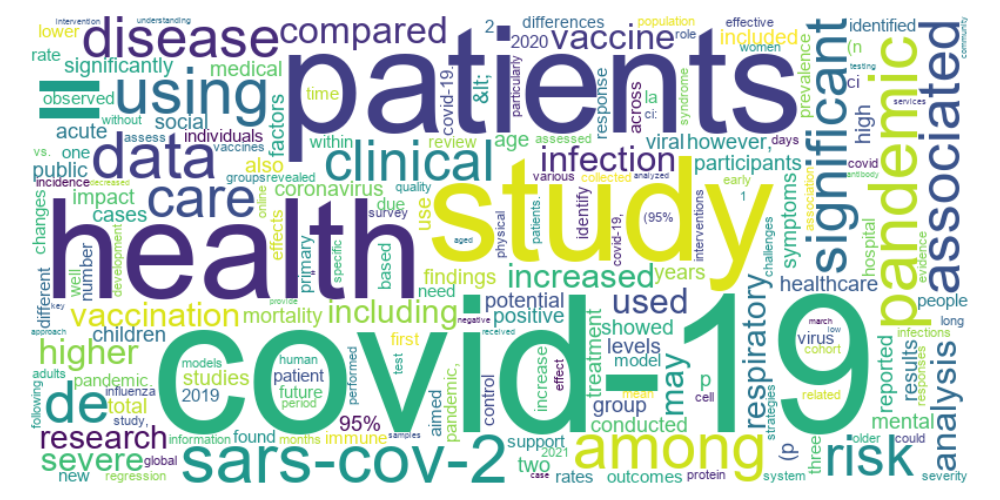 intervention
understanding
lower
disease
compared
2
differences
2020
vaccine
population
effective
role
included
women
identified
community
rate
significantly
medical
patients
=
using
observed
without
social
factors
time
&lt;
covid-19.
particularly
response
syndrome
across
la
ci:
prevalence
(n
ci
significant
pandemic
associated
testing
acute
assess
individuals
within
review
age
assessed
viral
however,
days
high
vs.
one
vaccines
public
data
also
clinical
infection
participants
covid
incidence
decreased
groups
revealed
coronavirus
various
collected
analyzed
early
association
antibody
services
impact
care
online
effects
due
quality
use
study
physical
patients.
identify
covid-19,
(95%
interventions
1
symptoms
hospital
evidence
changes
cases
survey
health
development
number
well
different
primary
specific
based
aged
findings
need
increased
years
challenges
healthcare
people
infections
key
provide
vaccination
mortality
including
negative
received
potential
positive
used
respiratory
march
low
virus
cohort
long
approach
children
first
covid-19
showed
levels
model
may
reported
results
responses
analysis
higher
studies
models
human
patient
test
performed
pandemic,
control
increase
effect
treatment
mean
p
cell
related
adults
pandemic.
2019
influenza
future
period
aimed
group
conducted
strategies
mental
following
de
total
95%
study,
research
information
found
immune
months
samples
sars-cov-2
support
two
2021
among
(p
three
risk
older
could
severe
new
global
regression
case
rates
outcomes
protein
system
severity